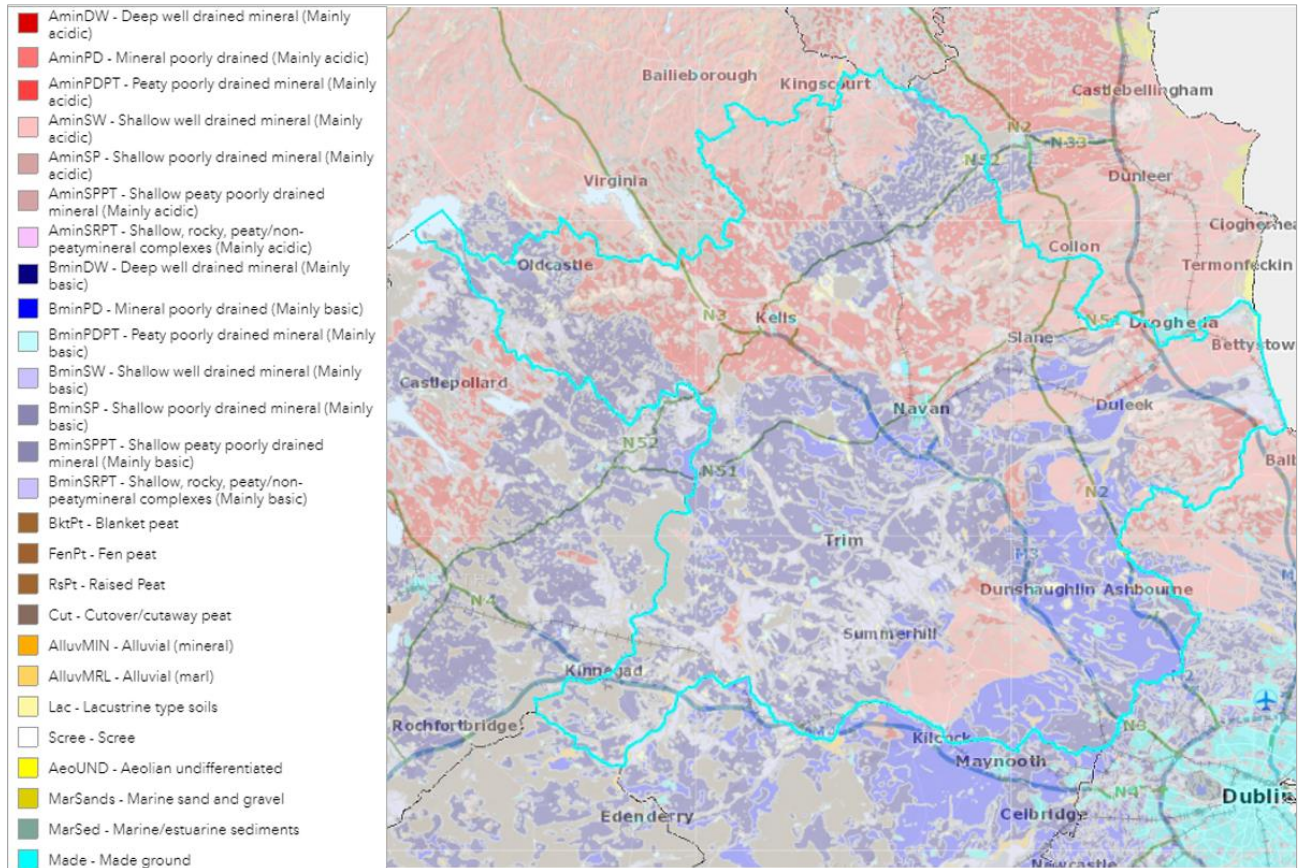 AminDW - Deep well drained mineral (Mainly
acidic)
AminPD - Mineral poorly drained (Mainly acidic)
AminPDPT - Peaty poorly drained mineral (Mainly
acidic)
AminSW - Shallow well drained mineral (Mainly
acidic)
AminSP - Shallow poorly drained mineral (Mainly
acidic)
AminSPPT - Shallow peaty poorly drained
mineral (Mainly acidic)
AminSRPT - Shallow, rocky, peaty/non-
peatymineral complexes (Mainly acidic)
BminDW - Deep well drained mineral (Mainly
basic)
BminPD - Mineral poorly drained (Mainly basic)
BminPDPT - Peaty poorly drained mineral (Mainly
basic)
BminSW - Shallow well drained mineral (Mainly
basic)
BminSP - Shallow poorly drained mineral (Mainly
basic)
BminSPPT - Shallow peaty poorly drained
mineral (Mainly basic)
BminSRPT - Shallow, rocky, peaty/non-
peatymineral complexes (Mainly basic)
BktPt - Blanket peat
FenPt - Fen peat
RsPt - Raised Peat
Cut - Cutover/cutaway peat
AlluvMIN - Alluvial (mineral)
AlluvMRL - Alluvial (marl)
Lac - Lacustrine type soils
Scree - Scree
AeoUND - Aeolian undifferentiated
MarSands - Marine sand and gravel
MarSed - Marine/estuarine sediments
Made - Made ground
Bailieborough
Kingscourt
Castlebellingham
N2
N33
N52
Dunleer
Virginia
Clogherhea
Collon
Oldcastle
Termonfeckin
N51
Drogheda
N3
Kells
Slane
Bettystow
Castlepollard
Navan
Duleek
N52
Balb
N51
N2
Trim
M3
M
Dunshaughlin
Ashbourne
N4
Summerhill
Kinnegad
Rochfortbridge
N3
Kilcock
Maynooth
N4
Dublin
Edenderry
Celbridge
Newcastle